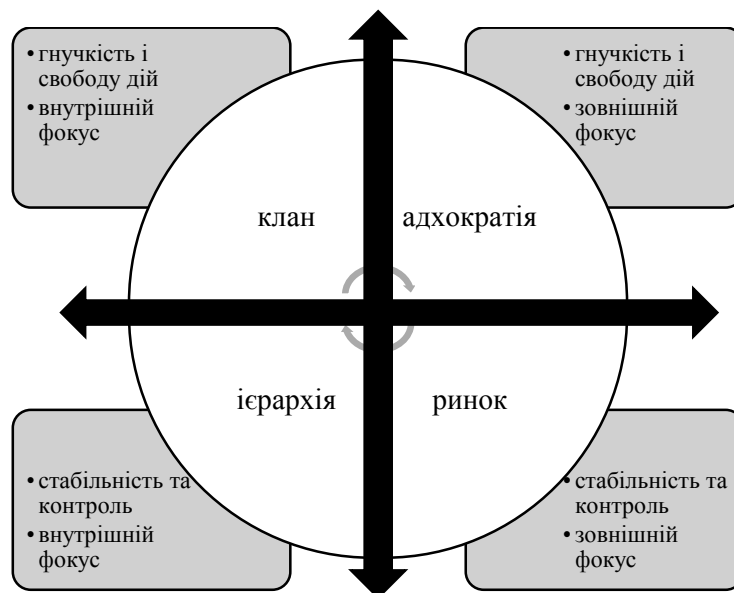 • гнучкість і
свободу дій
• внутрішній
фокус
• гнучкість і
свободу дій
• зовнішній
фокус
клан
адхократія
ієрархія
ринок
• стабільність та
контроль
• внутрішній
фокус
• стабільність та
контроль
• зовнішній
фокус